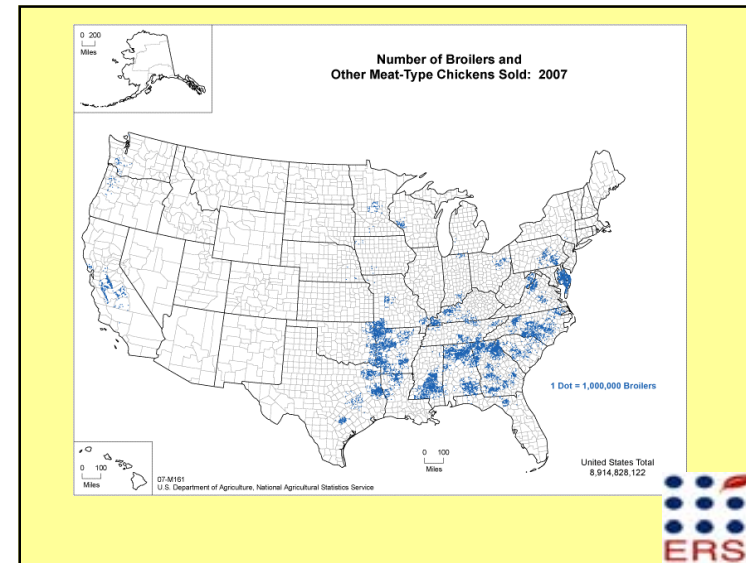 0 200
Miles
Number of Broilers and
Other Meat-Type Chickens Sold: 2007
1 Dot = 1,000,000 Broilers
0 100
Miles
0 100
Miles
07-M161
U.S. Department of Agriculture, National Agricultural Statistics Service
United States Total
8,914,828,122
ERS